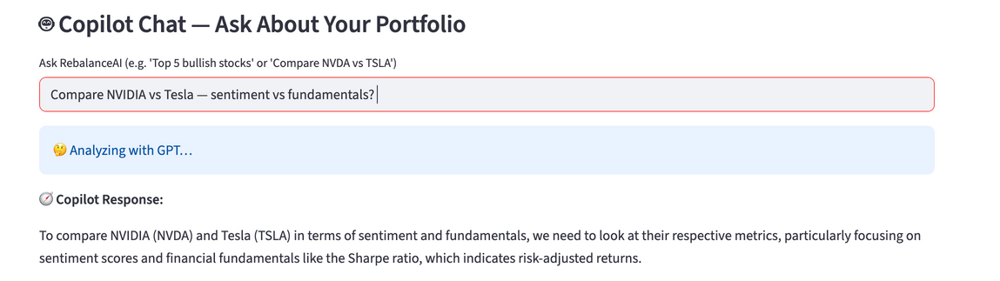 Copilot Chat — Ask About Your Portfolio
Ask RebalanceAI (e.g. 'Top 5 bullish stocks' or 'Compare NVDA vs TSLA')
Compare NVIDIA vs Tesla — sentiment vs fundamentals?
🤔 Analyzing with GPT...
🧭 Copilot Response:
To compare NVIDIA (NVDA) and Tesla (TSLA) in terms of sentiment and fundamentals, we need to look at their respective metrics, particularly focusing on
sentiment scores and financial fundamentals like the Sharpe ratio, which indicates risk-adjusted returns.